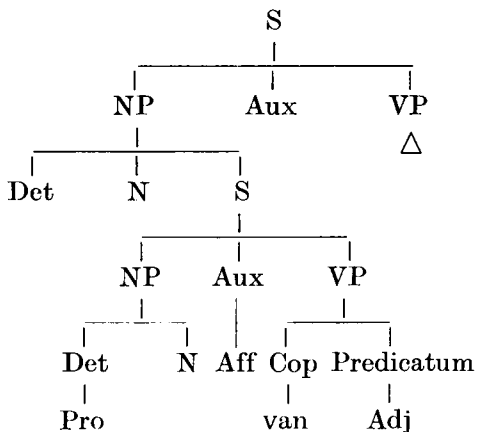 S
NP Aux VP
△
Det N S
NP Aux VP
Det N Aff Cop Predicatum
Pro van Adj